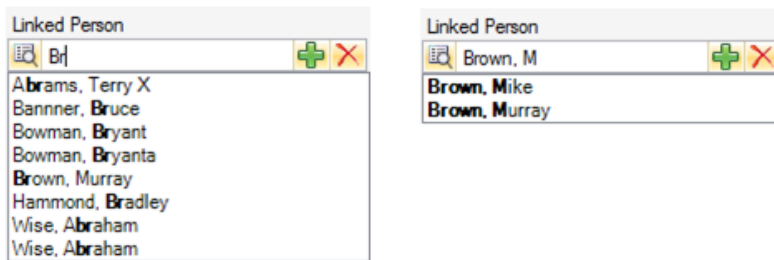 Linked Person
Br
Abrams, Terry X
Bannner, Bruce
Bowman, Bryant
Bowman, Bryanta
Brown, Murray
Hammond, Bradley
Wise, Abraham
Wise, Abraham
Linked Person
Brown, M
Brown, Mike
Brown, Murray